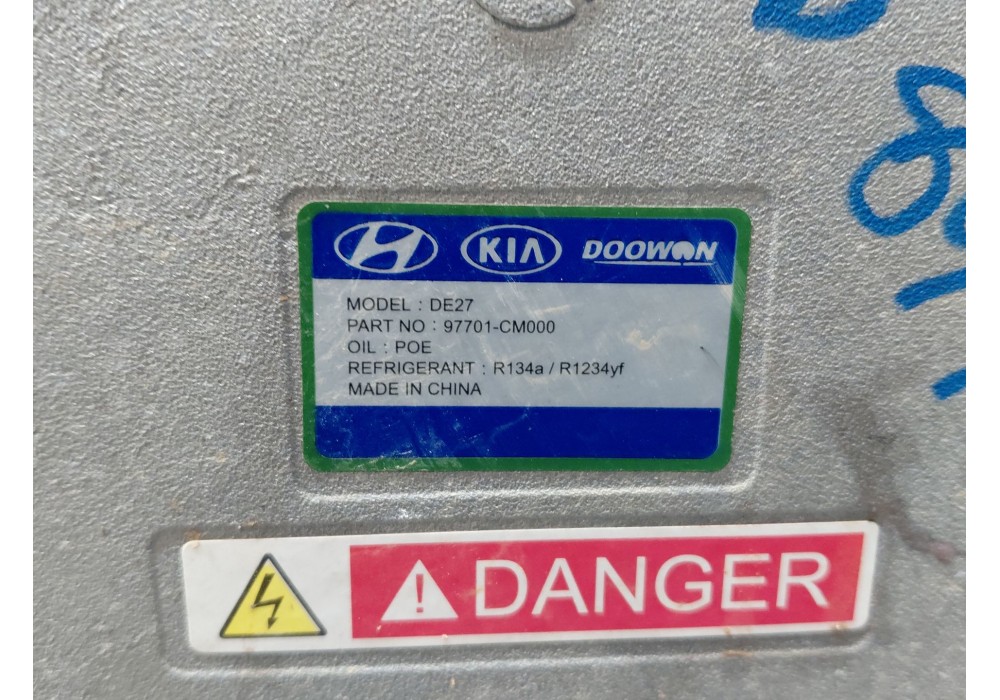 KIA DOOWON
MODEL : DE27
PART NO : 97701-CM000
OIL : POE
REFRIGERANT : R134a / R1234yf
MADE IN CHINA
DANGER